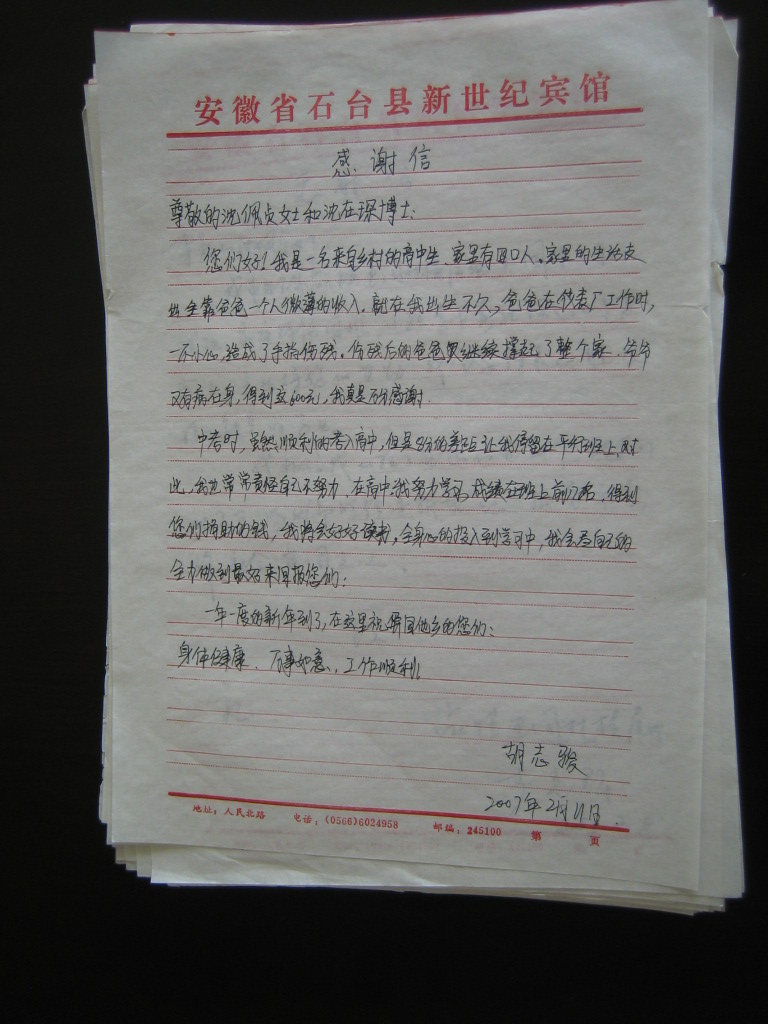 安徽省石台县新世纪宾馆
感谢信
尊敬的沈佩贞女士和沈在琛博士：
您们好！我是一名来自乡村的高中生、家里有四口人。家里的生活支
出全靠爸爸一个人微薄的收入，就在我出生不久，爸爸在伐委厂工作时，
一不小心，造成了手指伤残。伤残后的爸爸又继续撑起了整个家，爷爷
又有病在身，得到这600元，我真是万分感谢．
中考时，虽然顺利的考入高中，但是8分的差距让我停留在平行班上，对
此，我也常常责怪自己不努力、在高中，我努力学习，成绩在班上前几名，得到
您们捐助的钱，我将会好好读书，全身心的投入到学习中，我会尽自己的
全力做到最好来回报您们；
一年一度的新年到了，在这里祝异国他乡的您们：
身体健康、万事如意、工作顺利！
胡志骏
2007年2月11日．
地址：人民北路 电话：(0566)6024958 邮编：245100 第 页